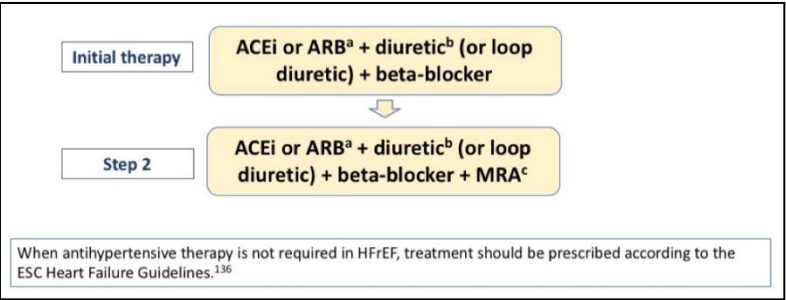 Initial therapy
ACEi or ARBᵃ + diureticᵇ (or loop
diuretic) + beta-blocker
Step 2
ACEi or ARBᵃ + diureticᵇ (or loop
diuretic) + beta-blocker + MRAᶜ
When antihypertensive therapy is not required in HFrEF, treatment should be prescribed according to the
ESC Heart Failure Guidelines.¹³⁶